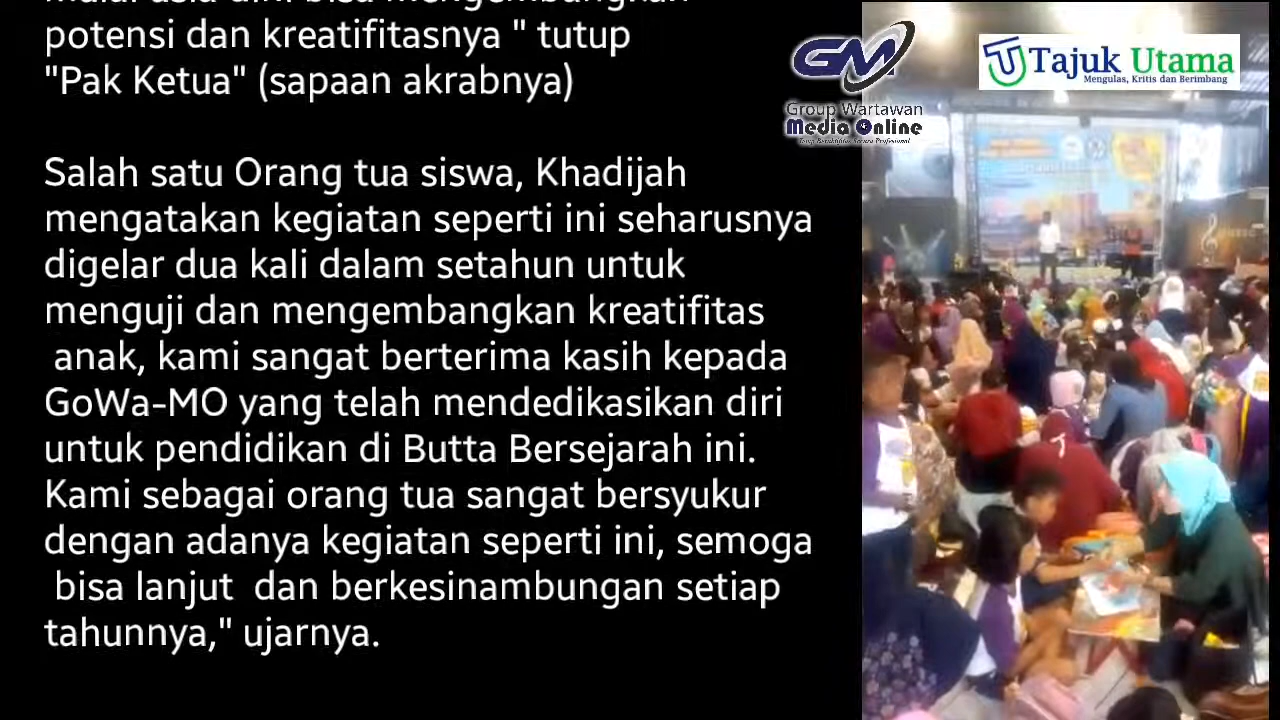 potensi dan kreatifitasnya " tutup
"Pak Ketua" (sapaan akrabnya)
Salah satu Orang tua siswa, Khadijah
mengatakan kegiatan seperti ini seharusnya
digelar dua kali dalam setahun untuk
menguji dan mengembangkan kreatifitas
anak, kami sangat berterima kasih kepada
GoWa-MO yang telah mendedikasikan diri
untuk pendidikan di Butta Bersejarah ini.
Kami sebagai orang tua sangat bersyukur
dengan adanya kegiatan seperti ini, semoga
bisa lanjut dan berkesinambungan setiap
tahunnya," ujarnya.
GM
Group Wartawan
Media Online
Tajuk Utama
Mengulas, Kritis dan Berimbang